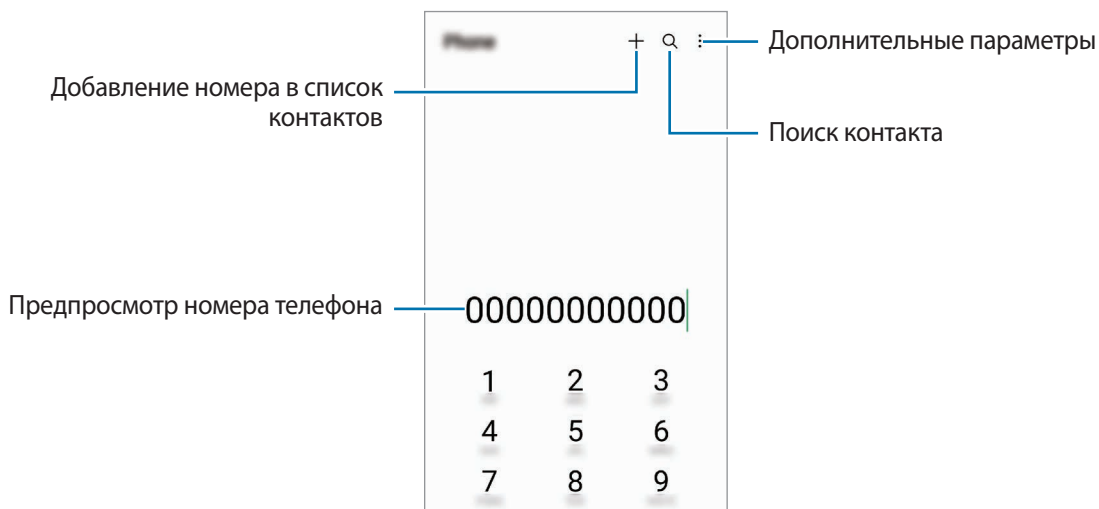 Phone
Дополнительные параметры
Добавление номера в список
контактов
Поиск контакта
Предпросмотр номера телефона
00000000000
1 2 3
4 5 6
7 8 9